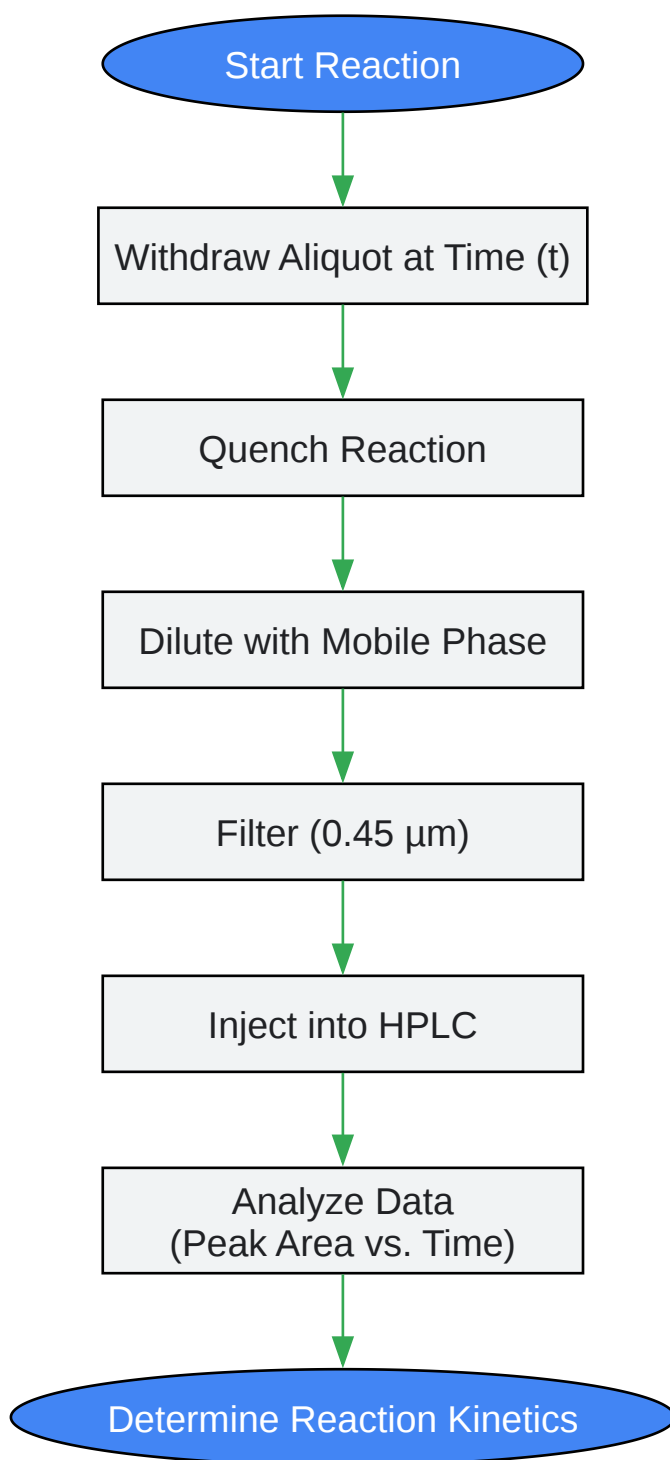 Start Reaction
Withdraw Aliquot at Time (t)
Quench Reaction
Dilute with Mobile Phase
Filter (0.45 µm)
Inject into HPLC
Analyze Data
(Peak Area vs. Time)
Determine Reaction Kinetics